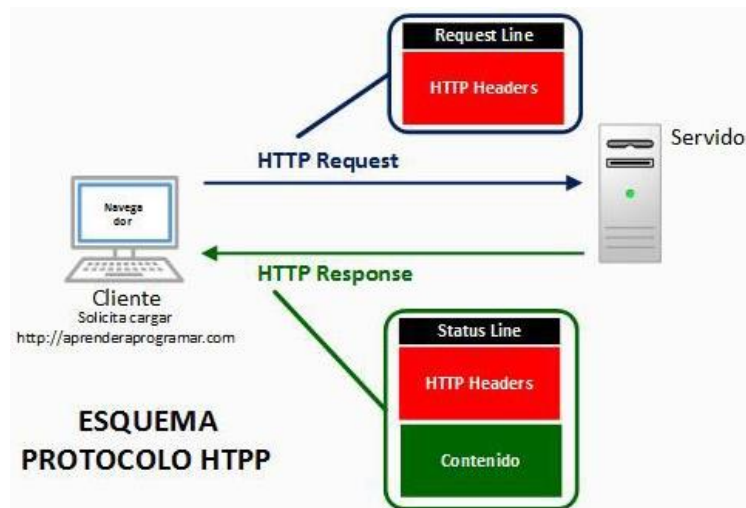 Request Line
HTTP Headers
Servido
HTTP Request
Navega
dor
HTTP Response
Cliente
Solicita cargar
http://aprenderaprogramar.com
Status Line
HTTP Headers
Contenido
ESQUEMA
PROTOCOLO HTPP